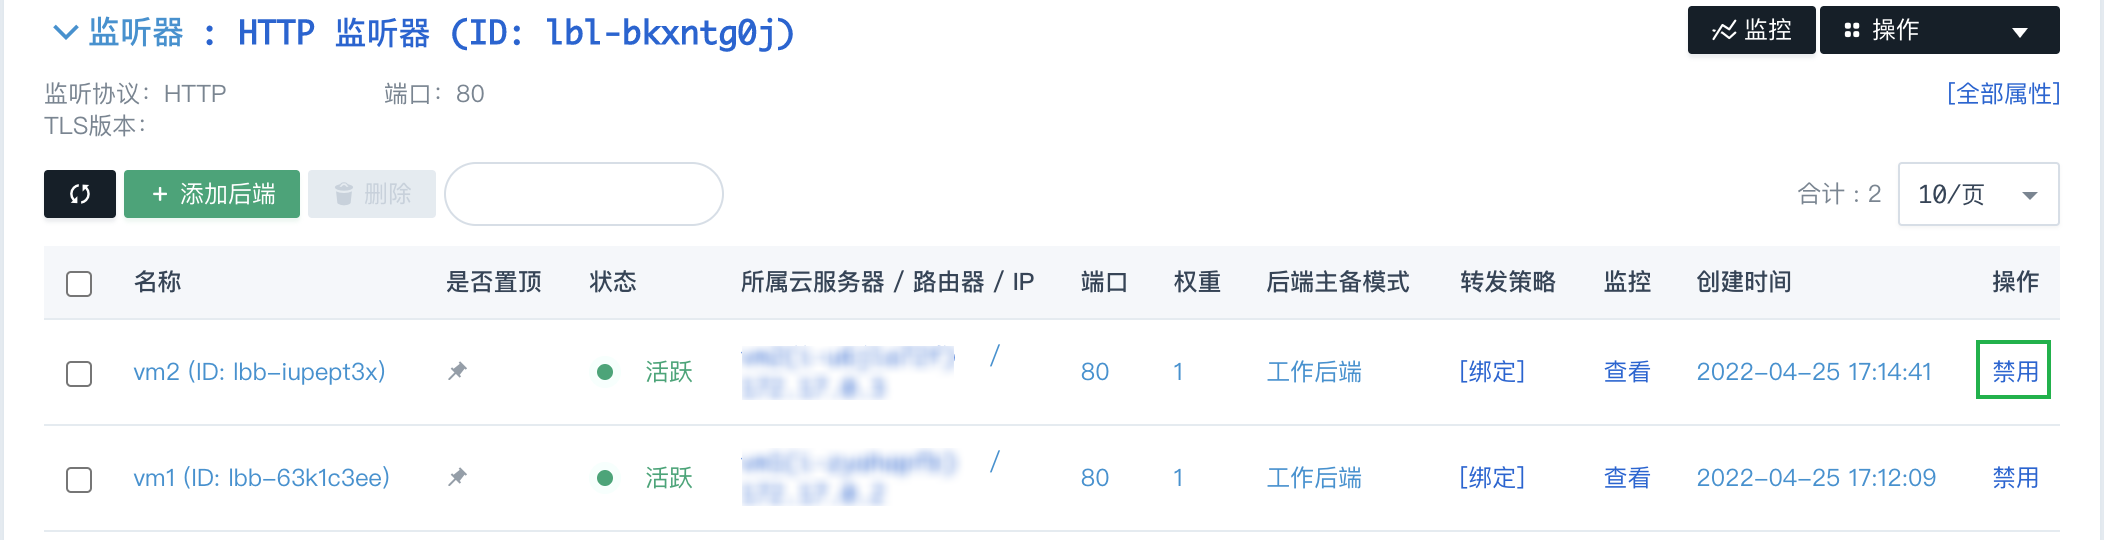 监听器 : HTTP 监听器 (ID: lbl-bkxntg0j)
监控
操作
监听协议: HTTP
端口: 80
[全部属性]
TLS版本:
+ 添加后端
删除
合计 : 2
10/页
名称 是否置顶 状态 所属云服务器 / 路由器 / IP 端口 权重 后端主备模式 转发策略 监控 创建时间 操作
vm2 (ID: lbb-iupept3x) 活跃 / 80 1 工作后端 [绑定] 查看 2022-04-25 17:14:41 禁用
vm1 (ID: lbb-63k1c3ee) 活跃 / 80 1 工作后端 [绑定] 查看 2022-04-25 17:12:09 禁用